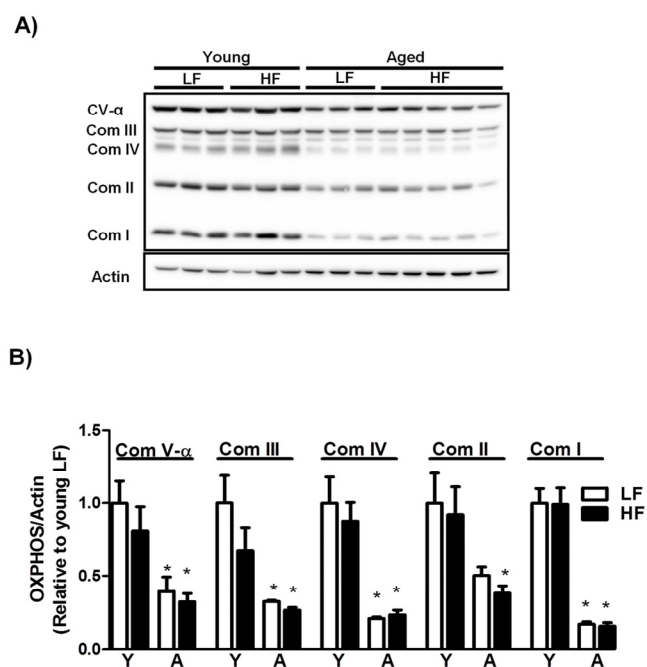 A)
Young Aged
LF HF LF HF
CV-α
Com III
Com IV
Com II
Com I
Actin
B)
OXPHOS/Actin
(Relative to young LF)
1.5
1.0
0.5
0.0
Com V-α Com III Com IV Com II Com I
LF
HF
* * * * * * * * *
Y A Y A Y A Y A Y A